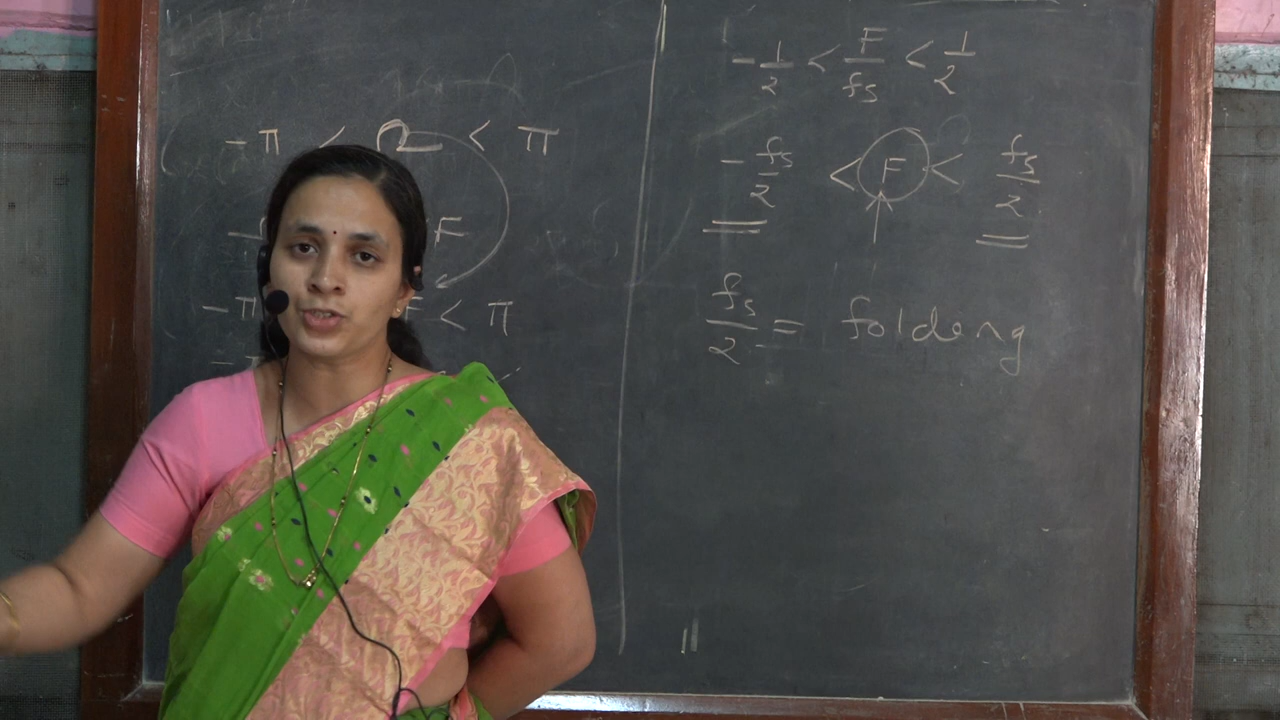 -π < Ω < π
F
-π F < π
-1/2 < F/fs < 1/2
-fs/2 < F < fs/2
fs/2 = folding